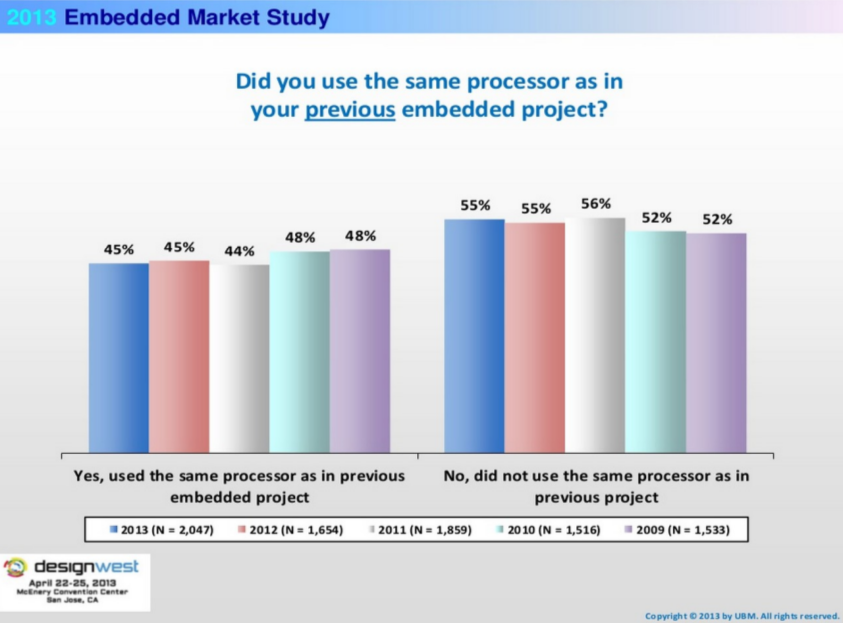 2013 Embedded Market Study
Did you use the same processor as in
your previous embedded project?
45%
45%
44%
48%
48%
55%
55%
56%
52%
52%
Yes, used the same processor as in previous
embedded project
No, did not use the same processor as in
previous project
2013 (N = 2,047)
2012 (N = 1,654)
2011 (N = 1,859)
2010 (N = 1,516)
2009 (N = 1,533)
designwest
April 22-25, 2013
McEnery Convention Center
San Jose, CA
Copyright © 2013 by UBM. All rights reserved.